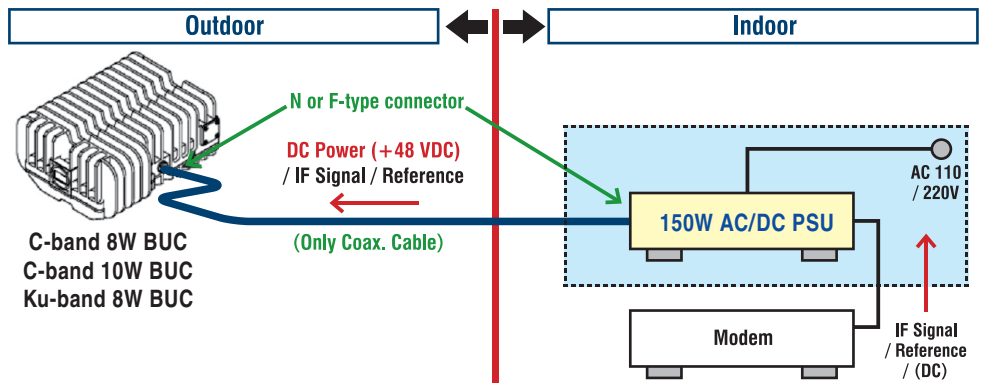 Outdoor
Indoor
N or F-type connector
DC Power (+48 VDC)
/ IF Signal / Reference
(Only Coax. Cable)
C-band 8W BUC
C-band 10W BUC
Ku-band 8W BUC
AC 110
/ 220V
150W AC/DC PSU
Modem
IF Signal
/ Reference
/ (DC)